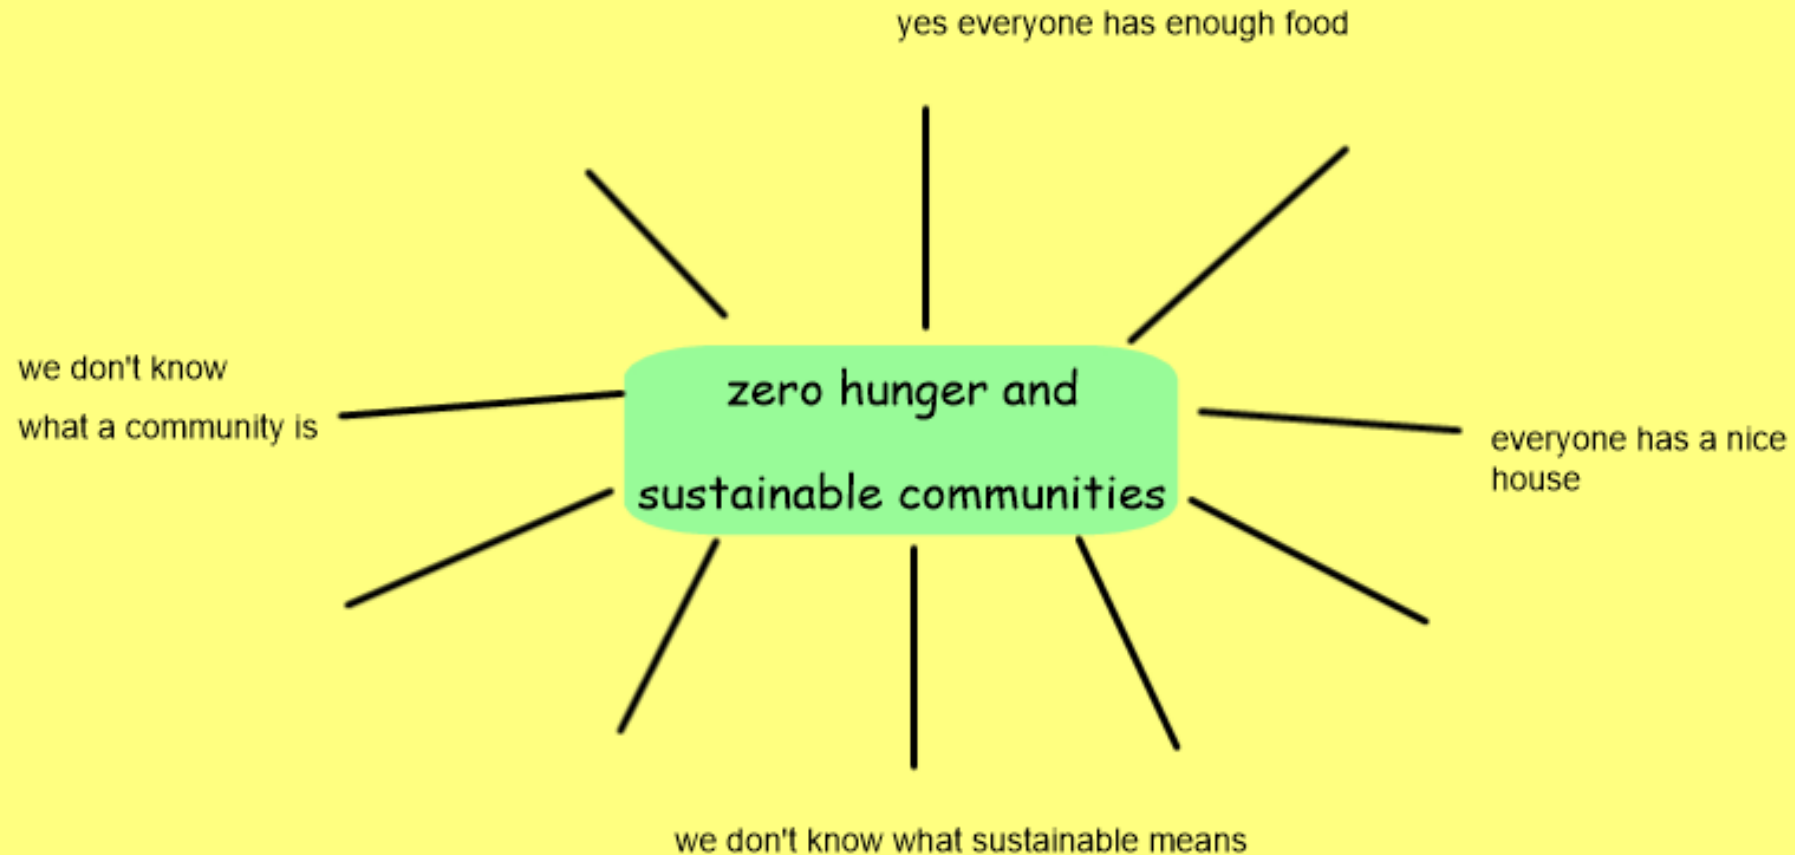 yes everyone has enough food
we don't know
what a community is
zero hunger and
sustainable communities
everyone has a nice
house
we don't know what sustainable means